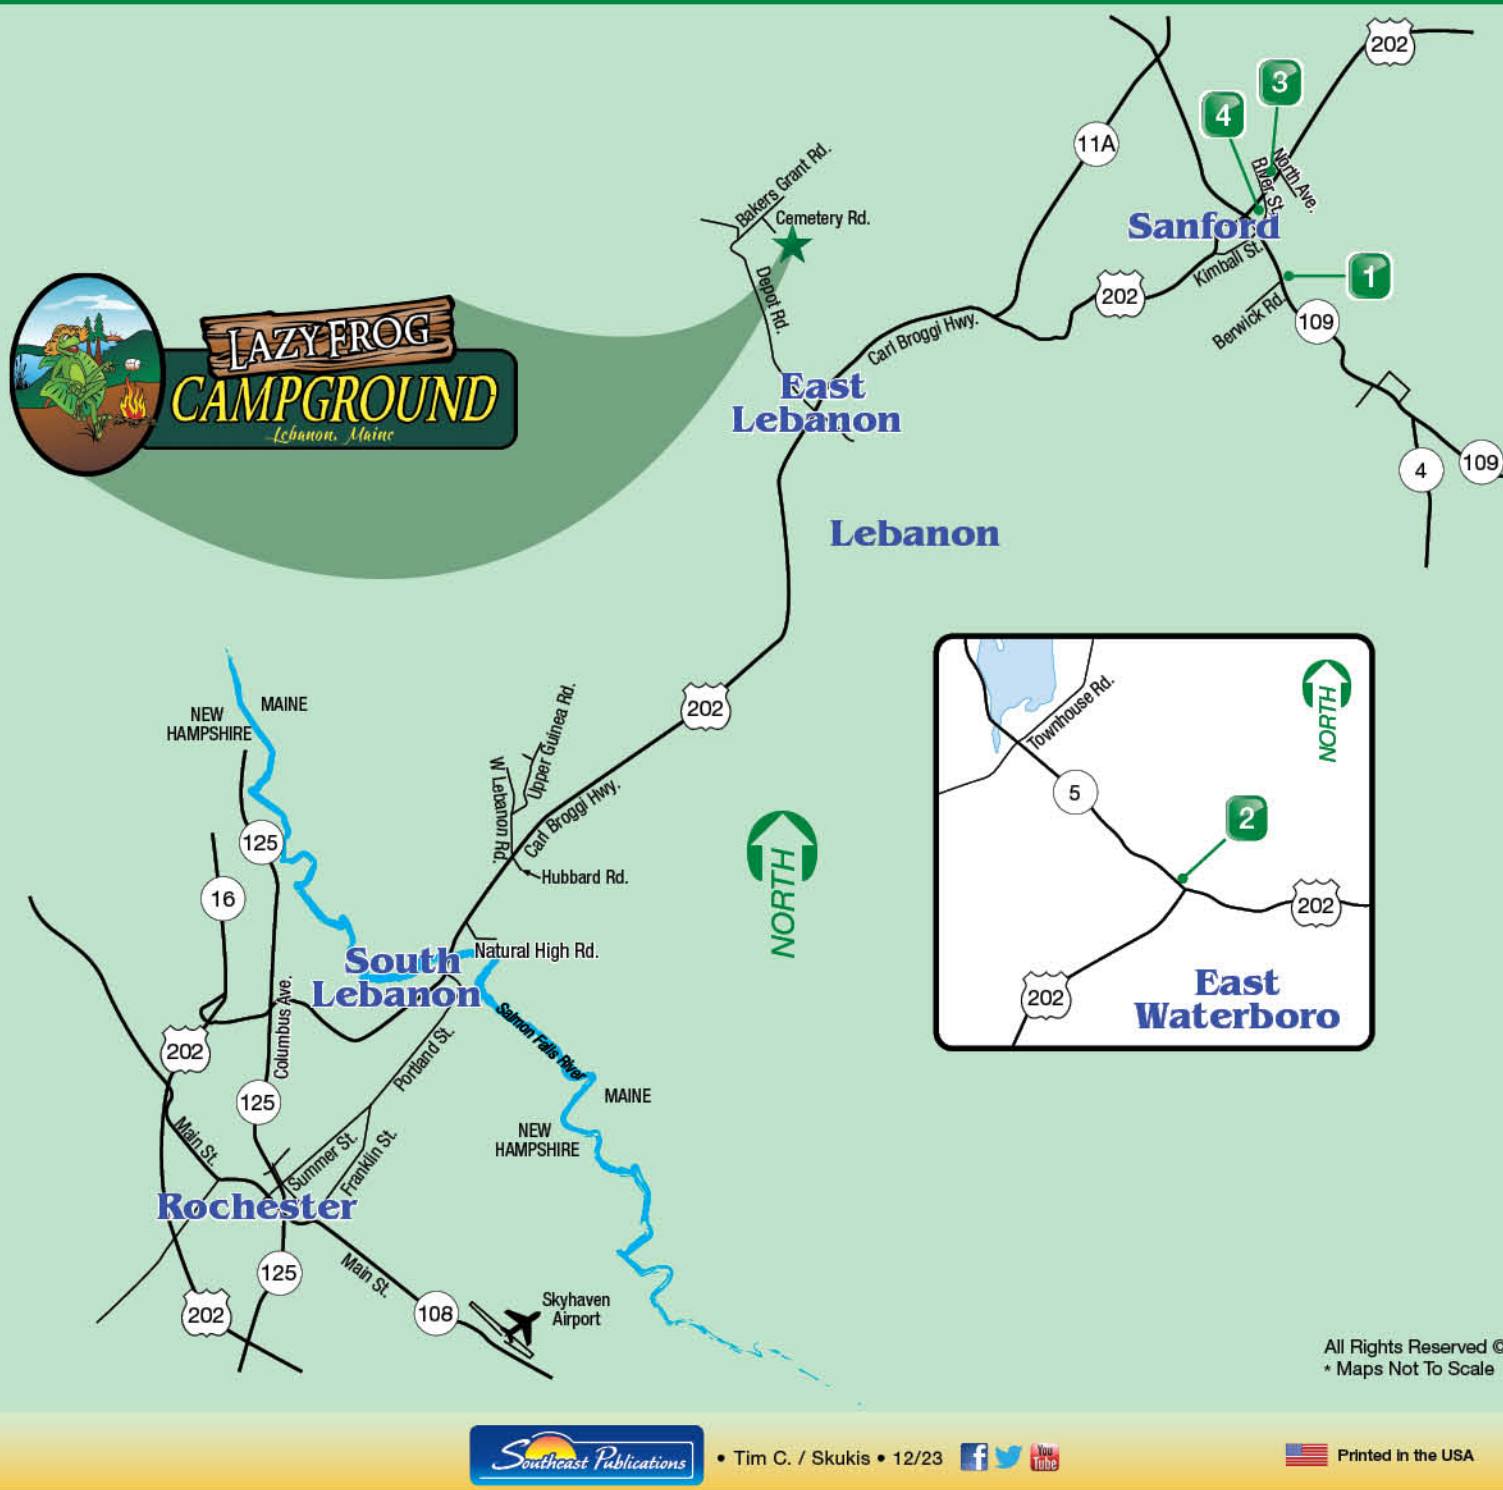 202
3
4
11A
Bakers Grant Rd.
Cemetery Rd.
North Ave.
River St.
Sanford
Kimball St.
Depot Rd.
202
1
Berwick Rd.
109
LAZY FROG
CAMPGROUND
Lebanon, Maine
Carl Broggi Hwy.
East
Lebanon
4
109
Lebanon
MAINE
NEW
HAMPSHIRE
202
Upper Guinea Rd.
W Lebanon Rd.
Carl Broggi Hwy.
Hubbard Rd.
NORTH
Townhouse Rd.
NORTH
5
2
202
202
East
Waterboro
125
16
South
Lebanon
Natural High Rd.
Salmon Falls River
Columbus Ave.
202
Portland St.
125
MAINE
NEW
HAMPSHIRE
Main St.
Summer St.
Franklin St.
Rochester
125
Main St.
202
108
Skyhaven
Airport
All Rights Reserved ©
* Maps Not To Scale
Southeast Publications
• Tim C. / Skukis • 12/23
f
You
Tube
Printed in the USA